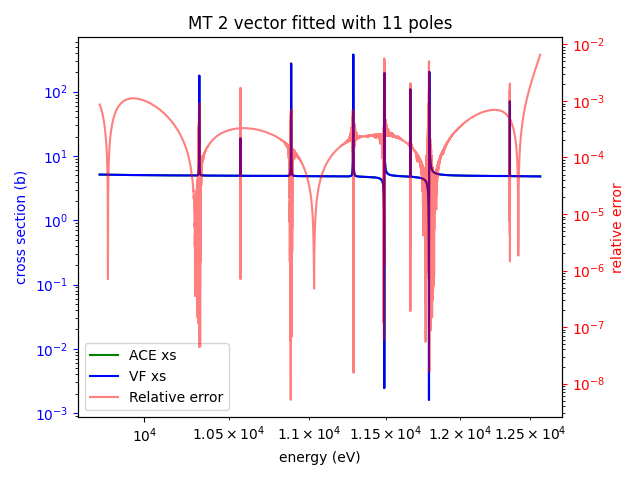 MT 2 vector fitted with 11 poles
cross section (b)
10²
10¹
10⁰
10⁻¹
10⁻²
10⁻³
10⁻²
10⁻³
10⁻⁴
10⁻⁵
10⁻⁶
10⁻⁷
10⁻⁸
relative error
ACE xs
VF xs
Relative error
10⁴ 1.05 × 10⁴ 1.1 × 10⁴ 1.15 × 10⁴ 1.2 × 10⁴ 1.25 × 10⁴
energy (eV)